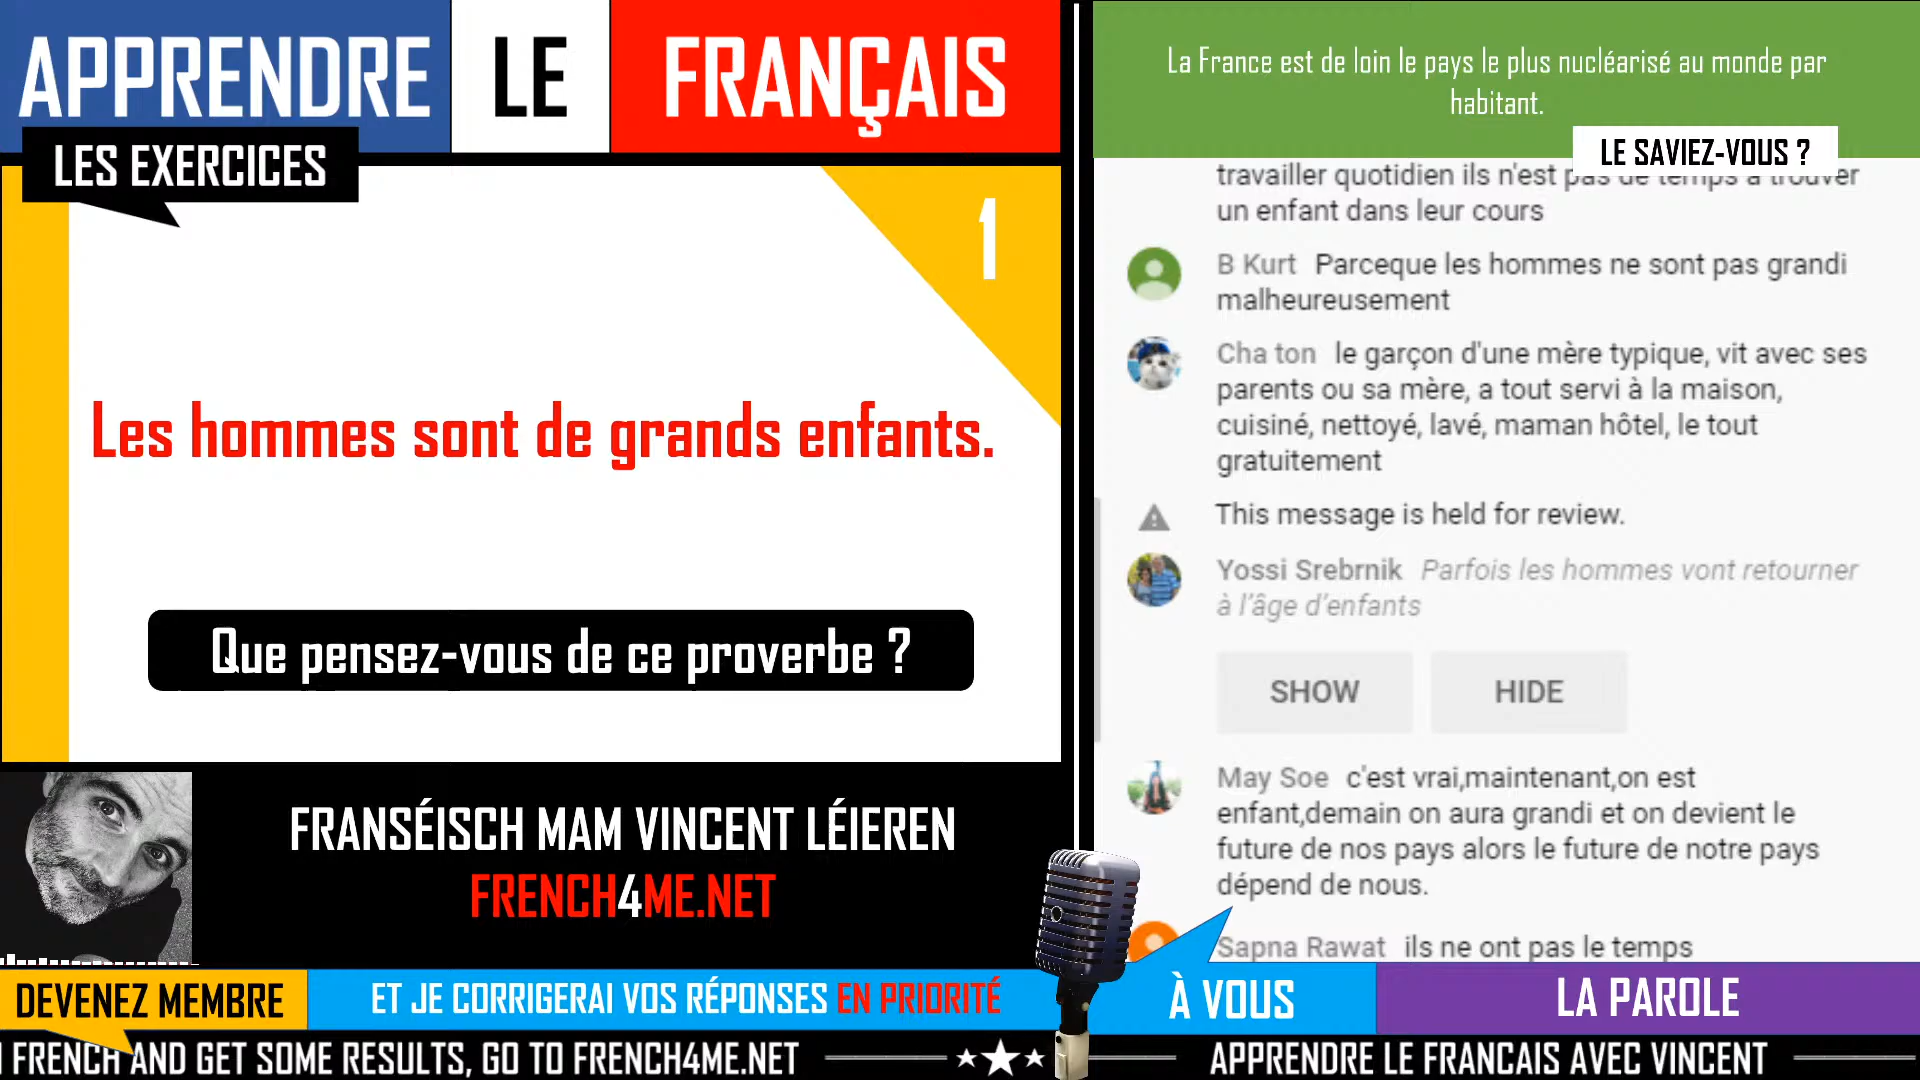 APPRENDRE LE FRANÇAIS
LES EXERCICES
1
Les hommes sont de grands enfants.
Que pensez-vous de ce proverbe ?
FRANSÉISCH MAM VINCENT LÉIEREN
FRENCH4ME.NET
DEVENEZ MEMBRE
ET JE CORRIGERAI VOS RÉPONSES EN PRIORITÉ
La France est de loin le pays le plus nucléarisé au monde par
habitant.
LE SAVIEZ-VOUS ?
travailler quotidien ils n'est pas de temps a trouver
un enfant dans leur cours
B Kurt Parceque les hommes ne sont pas grandi
malheureusement
Cha ton le garçon d'une mère typique, vit avec ses
parents ou sa mère, a tout servi à la maison,
cuisiné, nettoyé, lavé, maman hôtel, le tout
gratuitement
This message is held for review.
Yossi Srebrnik Parfois les hommes vont retourner
à l'âge d'enfants
SHOW HIDE
May Soe c'est vrai,maintenant,on est
enfant,demain on aura grandi et on devient le
future de nos pays alors le future de notre pays
dépend de nous.
Sapna Rawat ils ne ont pas le temps
À VOUS LA PAROLE
FRENCH AND GET SOME RESULTS, GO TO FRENCH4ME.NET
APPRENDRE LE FRANCAIS AVEC VINCENT